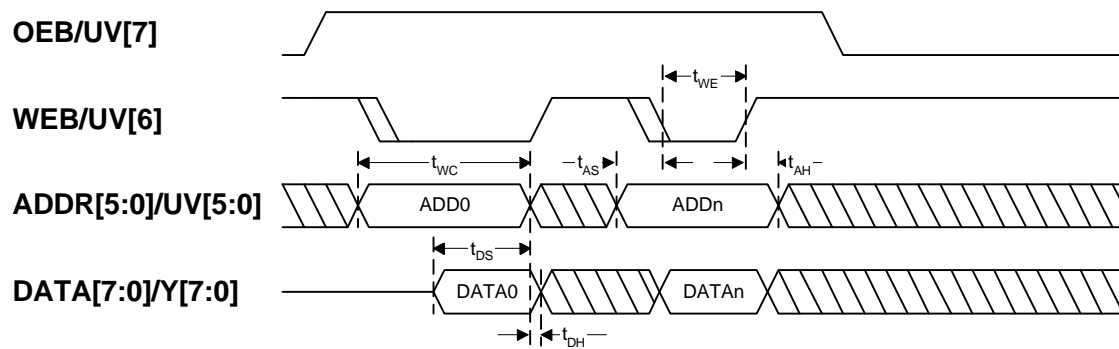 OEB/UV[7]
tWE
WEB/UV[6]
tWC
tAS
tAH
ADDR[5:0]/UV[5:0]
ADD0
ADDn
tDS
DATA[7:0]/Y[7:0]
DATA0
DATAn
tDH